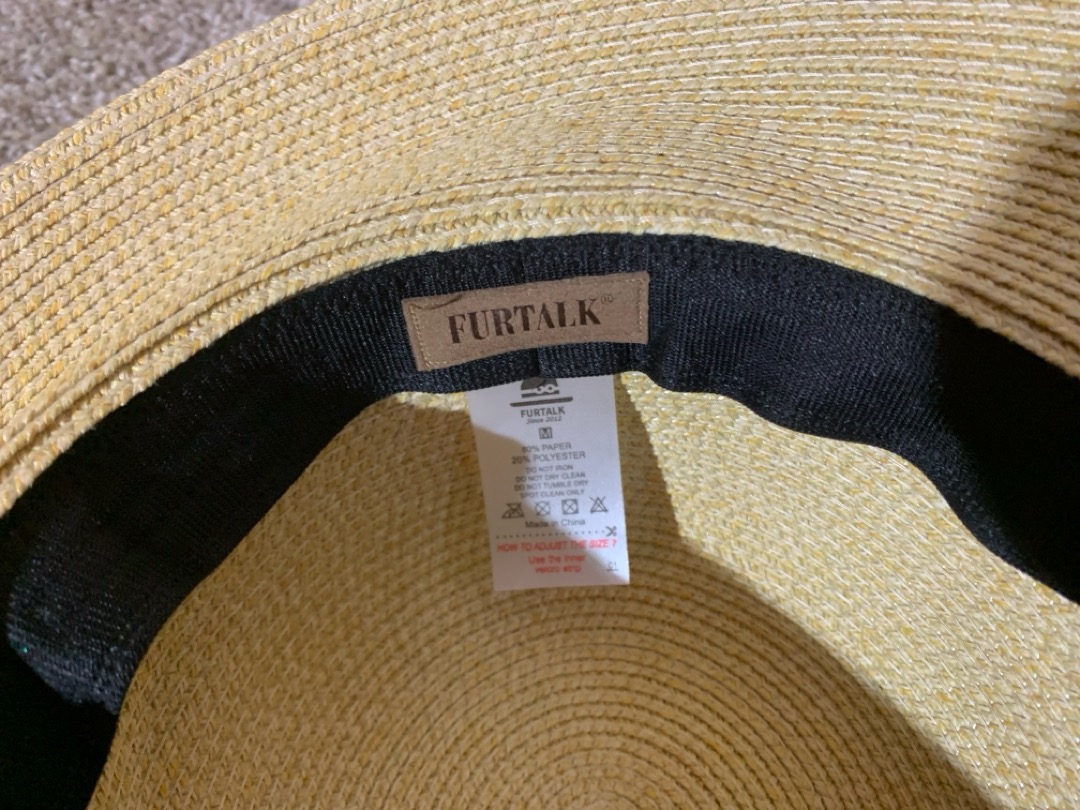 FURTALK®
FURTALK
Since 2012
M
80% PAPER
20% POLYESTER
DO NOT IRON
DO NOT DRY CLEAN
DO NOT TUMBLE DRY
SPOT CLEAN ONLY
Made in China
HOW TO ADJUST THE SIZE ?
Use the inner
velcro strip
01